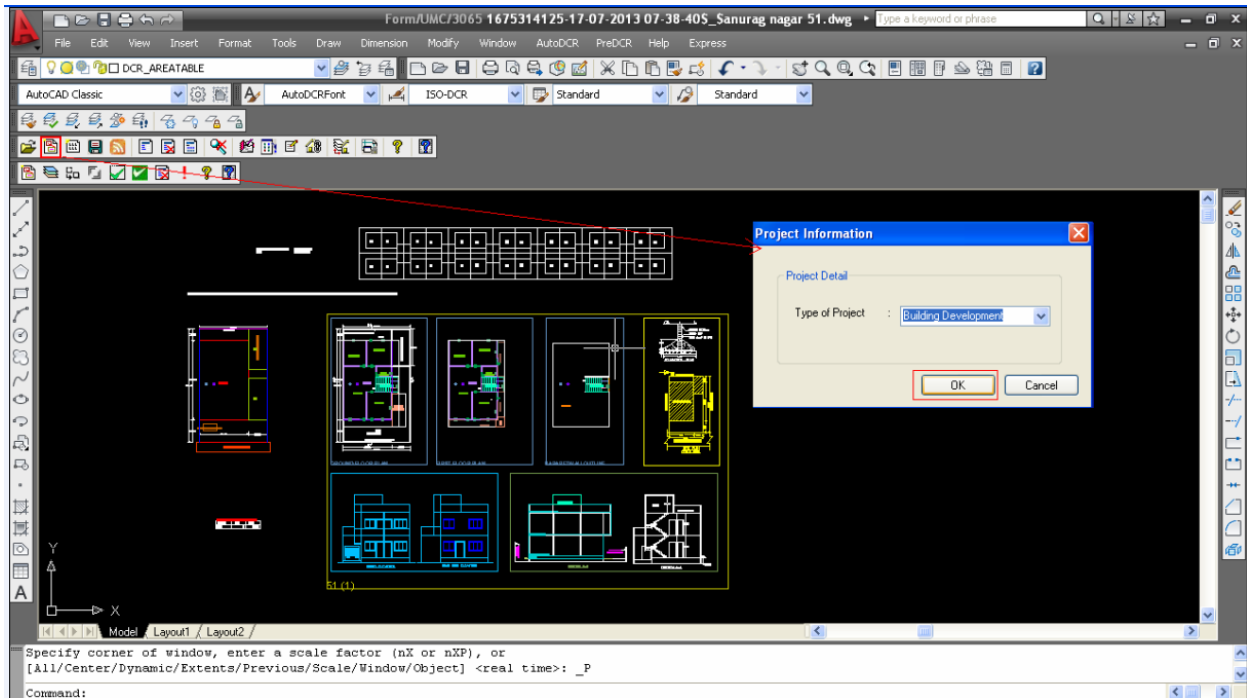 Form/UMC/3065 1675314125-17-07-2013 07-38-40$_Sanurag nagar 51.dwg
Type a keyword or phrase
File Edit View Insert Format Tools Draw Dimension Modify Window AutoDCR PreDCR Help Express
DCR_AREATABLE
AutoCAD Classic
AutoDCRFont
ISO-DCR
Standard
Standard
Project Information
Project Detail
Type of Project :
Building Development
OK
Cancel
51 (1)
Y
X
Model
Layout1
Layout2
Specify corner of window, enter a scale factor (nX or nXP), or
[All/Center/Dynamic/Extents/Previous/Scale/Window/Object] <real time>: _P
Command: